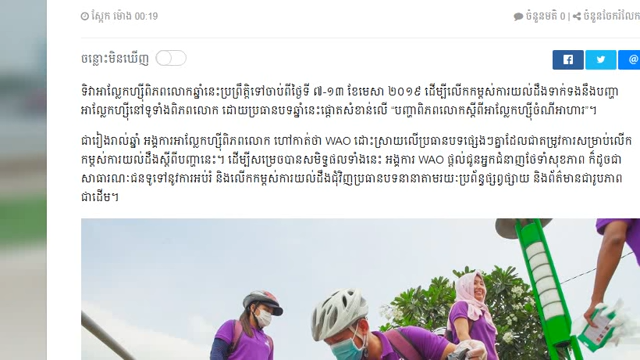 ស្អែក ម៉ោង 00:19
ចំនួនមតិ 0 | ចំនួនចែករំលែក
ចន្លោះមិនឃើញ
ទិវាអាល្លែកហ្ស៊ីពិភពលោកឆ្នាំនេះប្រព្រឹត្តិទៅចាប់ពីថ្ងៃទី ៧-១៣ ខែមេសា ២០១៩ ដើម្បីលើកកម្ពស់ការយល់ដឹងទាក់ទងនឹងបញ្ហា
អាល្លែកហ្ស៊ីនៅទូទាំងពិភពលោក ដោយប្រធានបទឆ្នាំនេះផ្តោតសំខាន់លើ “បញ្ហាពិភពលោកស្តីពីអាល្លែកហ្ស៊ីចំណីអាហារ”។
ជារៀងរាល់ឆ្នាំ អង្គការអាល្លែកហ្ស៊ីពិភពលោក ហៅកាត់ថា WAO ដោះស្រាយលើប្រធានបទផ្សេងៗគ្នាដែលជាតម្រូវការសម្រាប់លើក
កម្ពស់ការយល់ដឹងស្តីពីបញ្ហានេះ។ ដើម្បីសម្រេចបានសមិទ្ធផលទាំងនេះ អង្គការ WAO ផ្តល់ជូនអ្នកជំនាញថែទាំសុខភាព ក៏ដូចជា
សាធារណៈជនទូទៅនូវការអប់រំ និងលើកកម្ពស់ការយល់ដឹងជុំវិញប្រធានបទនានាតាមរយៈប្រព័ន្ធផ្សព្វផ្សាយ និងព័ត៌មានជារូបភាព
ជាដើម។